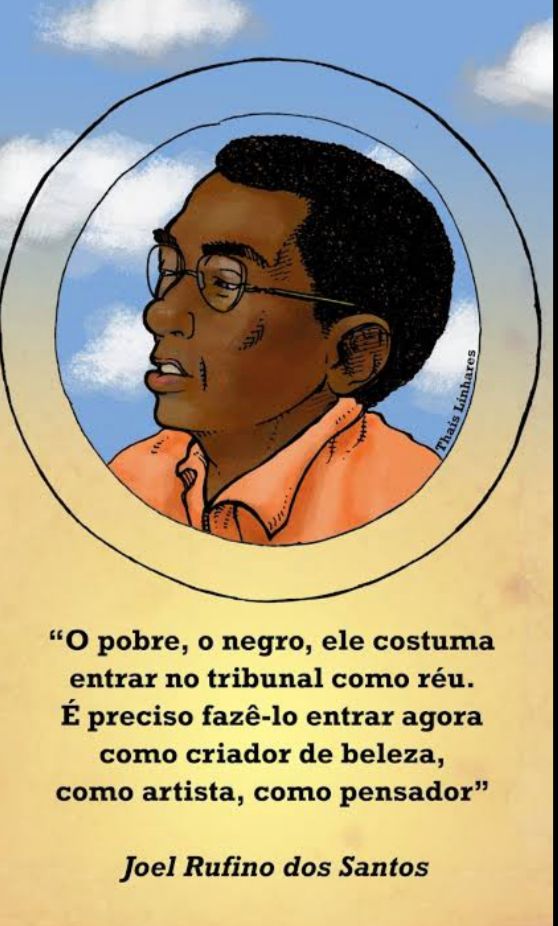 Thais Linhares
“O pobre, o negro, ele costuma
entrar no tribunal como réu.
É preciso fazê-lo entrar agora
como criador de beleza,
como artista, como pensador”
Joel Rufino dos Santos